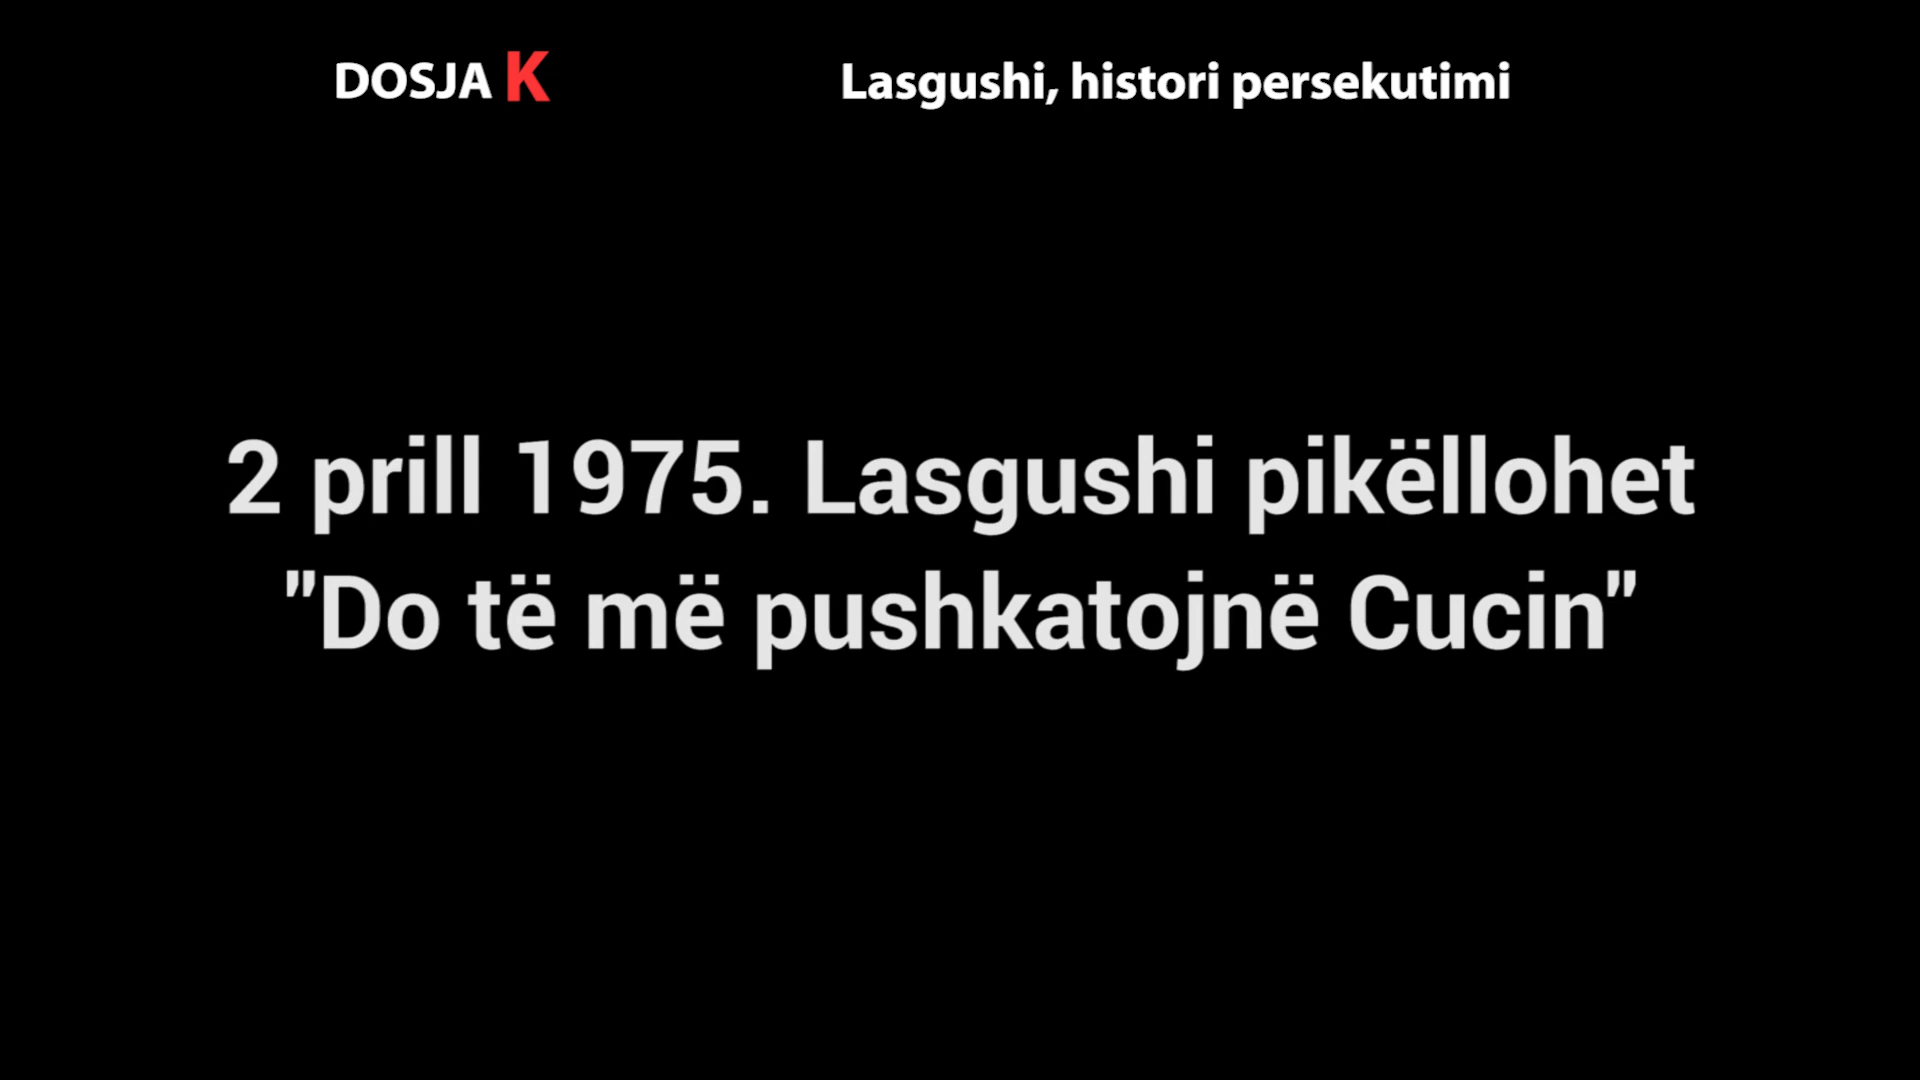 DOSJA K
Lasgushi, histori persekutimi
2 prill 1975. Lasgushi pikëllohet
"Do të më pushkatojnë Cucin"